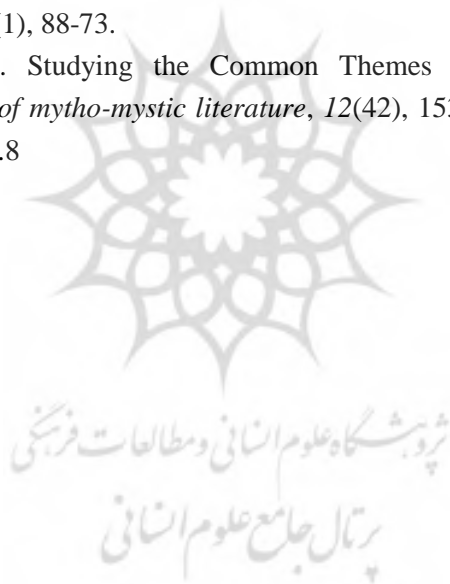 (1), 88-73.
. Studying the Common Themes
of mytho-mystic literature, 12(42), 153
.8
پژوهشگاه علوم انسانی و مطالعات فرهنگی
پرتال جامع علوم انسانی